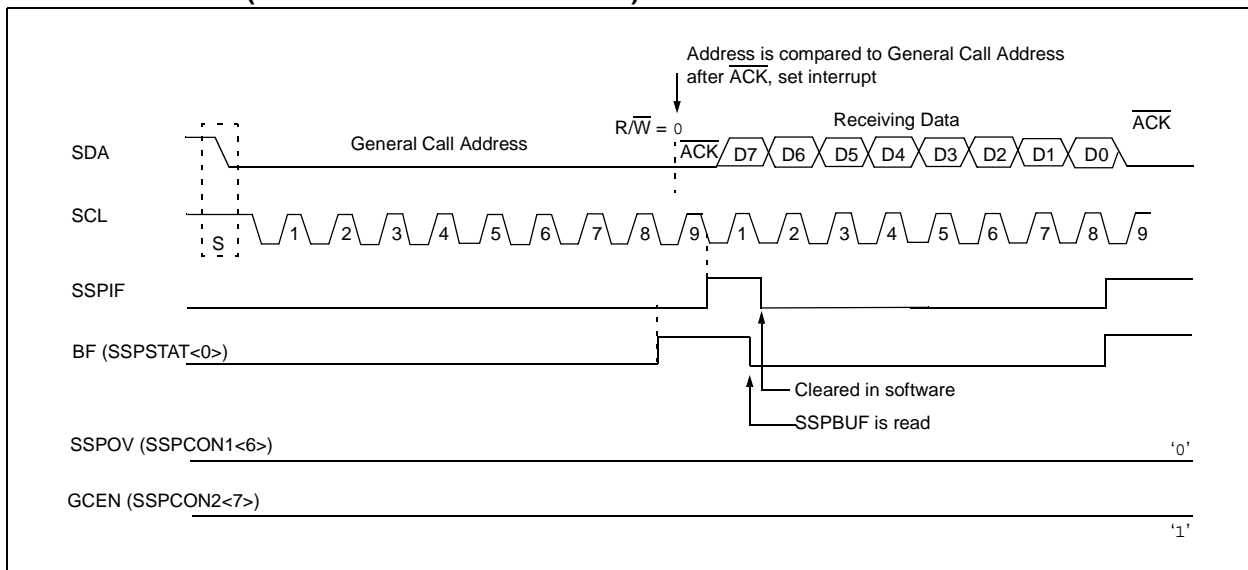 Address is compared to General Call Address
after ACK, set interrupt
R/W = 0
Receiving Data
ACK
SDA
General Call Address
ACK
D7
D6
D5
D4
D3
D2
D1
D0
SCL
S
1
2
3
4
5
6
7
8
9
1
2
3
4
5
6
7
8
9
SSPIF
BF (SSPSTAT<0>)
Cleared in software
SSPBUF is read
SSPOV (SSPCON1<6>)
‘0’
GCEN (SSPCON2<7>)
‘1’